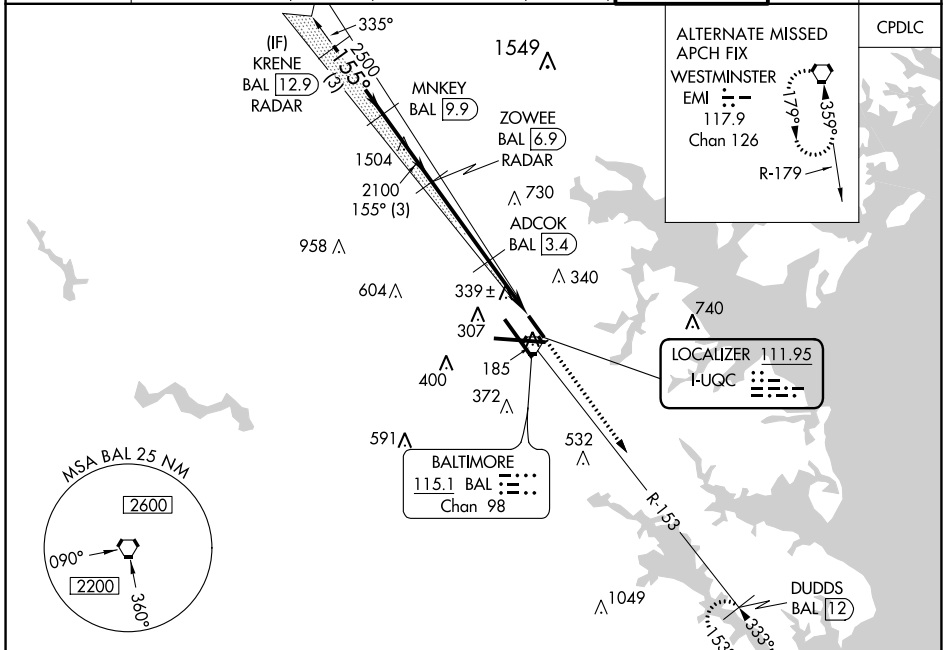 335°
(IF)
KRENE
BAL 12.9
RADAR
2500
155°
(3)
MNKEY
BAL 9.9
1549
ZOWEE
BAL 6.9
RADAR
1504
2100
155° (3)
730
ADCOK
BAL 3.4
958
340
604
339 ±
307
185
400
372
591
532
740
ALTERNATE MISSED
APCH FIX
WESTMINSTER
EMI
117.9
Chan 126
179°
359°
R-179
CPDLC
LOCALIZER 111.95
I-UQC
BALTIMORE
115.1 BAL
Chan 98
R-153
MSA BAL 25 NM
2600
090°
2200
360°
1049
DUDDS
BAL 12
333°
153°